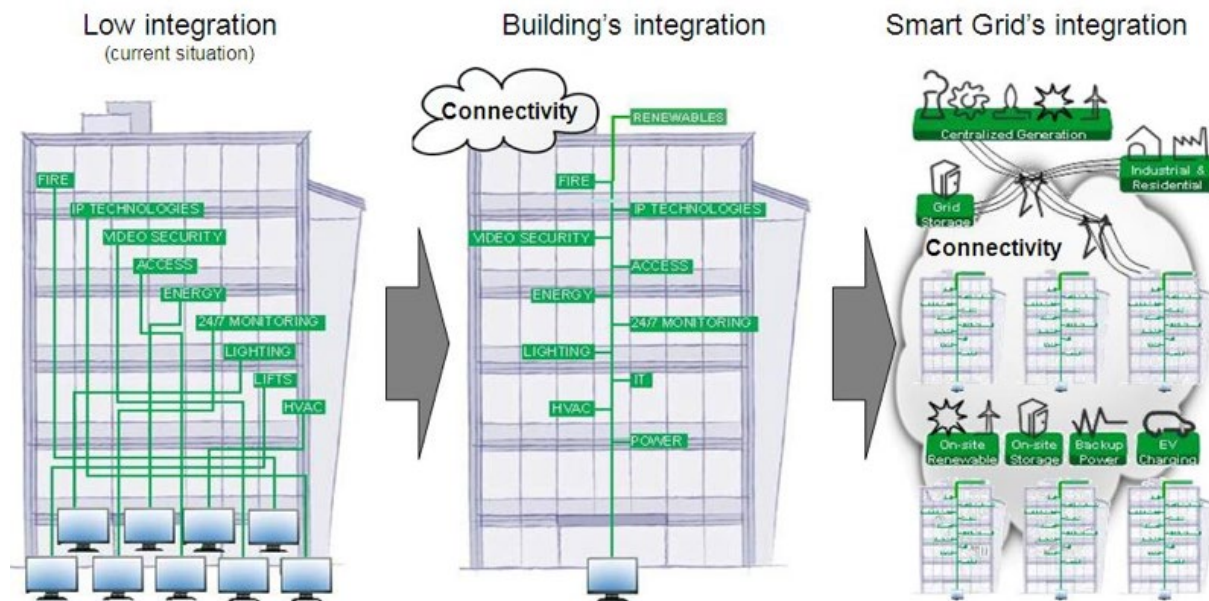 Low integration
(current situation)
FIRE
IP TECHNOLOGIES
VIDEO SECURITY
ACCESS
ENERGY
24/7 MONITORING
LIGHTING
LIFTS
HVAC
Building's integration
Connectivity
RENEWABLES
FIRE
IP TECHNOLOGIES
VIDEO SECURITY
ACCESS
ENERGY
24/7 MONITORING
LIGHTING
IT
HVAC
POWER
Smart Grid's integration
Centralized Generation
Industrial &
Residential
Grid
Storage
Connectivity
On-site
Renewable
On-site
Storage
Backup
Power
EV
Charging